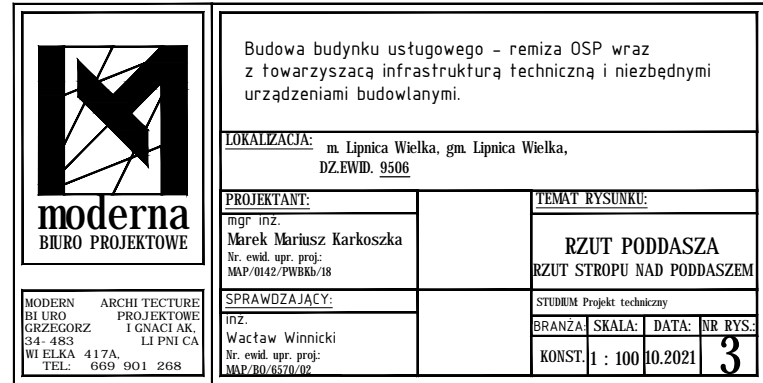 moderna
BIURO PROJEKTOWE
MODERN ARCHI TECTURE
BI URO PROJEKTOWE
GRZEGORZ I GNACI AK,
34- 483 LI PNI CA
WI ELKA 417A,
TEL: 669 901 268
Budowa budynku usługowego – remiza OSP wraz
z towarzyszacą infrastrukturą techniczną i niezbędnymi
urządzeniami budowlanymi.
LOKALIZACJA: m. Lipnica Wielka, gm. Lipnica Wielka,
DZ.EWID. 9506
PROJEKTANT:
mgr inż.
Marek Mariusz Karkoszka
Nr. ewid. upr. proj.:
MAP/0142/PWBKb/18
TEMAT RYSUNKU:
RZUT PODDASZA
RZUT STROPU NAD PODDASZEM
SPRAWDZAJĄCY:
inż.
Wacław Winnicki
Nr. ewid. upr. proj.:
MAP/BO/6570/02
STUDIUM: Projekt techniczny
BRANŻA: SKALA: DATA: NR RYS.:
KONST. 1 : 100 10.2021 3